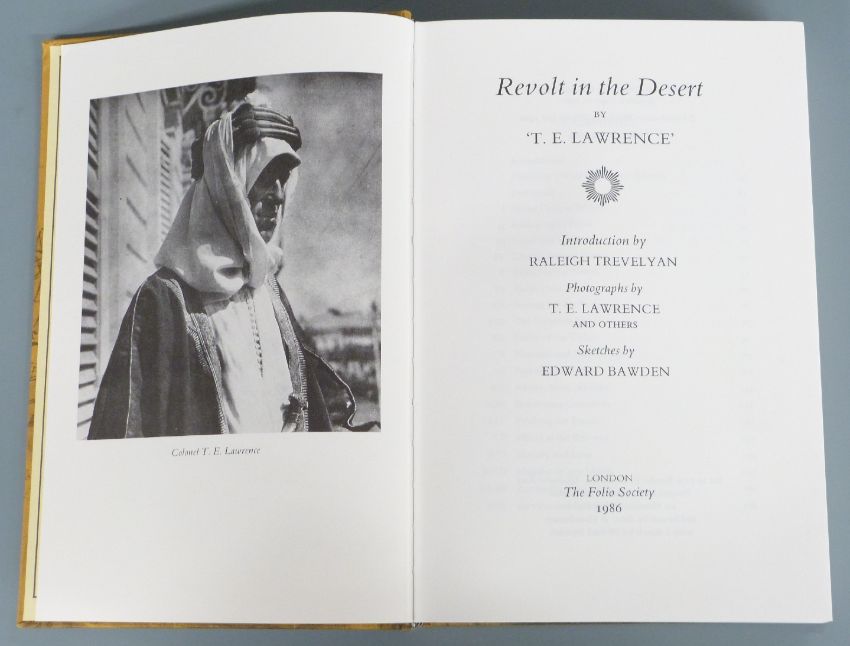 Colonel T. E. Lawrence
Revolt in the Desert
BY
'T. E. LAWRENCE'
Introduction by
RALEIGH TREVELYAN
Photographs by
T. E. LAWRENCE
AND OTHERS
Sketches by
EDWARD BAWDEN
LONDON
The Folio Society
1986